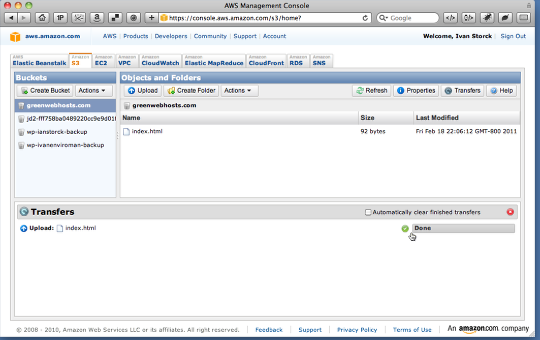 AWS Management Console
1P
https://console.aws.amazon.com/s3/home?
Google
aws.amazon.com
AWS | Products | Developers | Community | Support | Account
Welcome, Ivan Storck | Sign Out
AWS Elastic Beanstalk
Amazon S3
Amazon EC2
Amazon VPC
Amazon CloudWatch
Amazon Elastic MapReduce
Amazon CloudFront
Amazon RDS
Amazon SNS
Buckets
Objects and Folders
Create Bucket
Actions
Upload
Create Folder
Actions
Refresh
Properties
Transfers
Help
greenwebhosts.com
jd2-fff758ba0489220cc9e9d01
wp-ianstorck-backup
wp-ivanenviroman-backup
greenwebhosts.com
Name Size Last Modified
index.html 92 bytes Fri Feb 18 22:06:12 GMT-800 2011
Transfers
Automatically clear finished transfers
Upload: index.html
Done
© 2008 - 2010, Amazon Web Services LLC or its affiliates. All right reserved. | Feedback | Support | Privacy Policy | Terms of Use | An amazon.com company